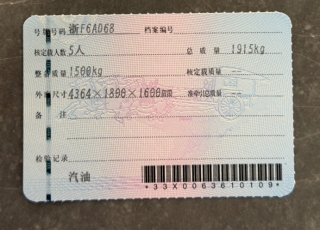 号牌号码 浙F6AD68 档案编号
核定载人数 5人 总质量 1915kg
整备质量 1500kg 核定载质量 --
外廓尺寸 4364×1800×1600mm 准牵引总质量 --
备注
检验记录
汽油
*33X0063610109*